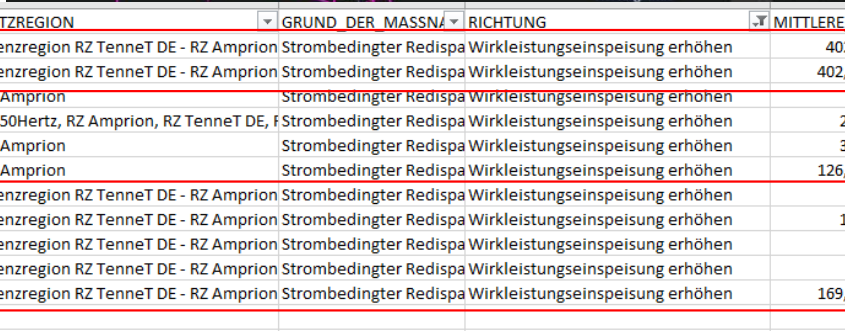 TZREGION GRUND_DER_MASSNA RICHTUNG MITTLERE
enzregion RZ TenneT DE - RZ Amprion Strombedingter Redispa Wirkleistungseinspeisung erhöhen 402
enzregion RZ TenneT DE - RZ Amprion Strombedingter Redispa Wirkleistungseinspeisung erhöhen 402,
Amprion Strombedingter Redispa Wirkleistungseinspeisung erhöhen
50Hertz, RZ Amprion, RZ TenneT DE, Strombedingter Redispa Wirkleistungseinspeisung erhöhen 2
Amprion Strombedingter Redispa Wirkleistungseinspeisung erhöhen 3
Amprion Strombedingter Redispa Wirkleistungseinspeisung erhöhen 126,
enzregion RZ TenneT DE - RZ Amprion Strombedingter Redispa Wirkleistungseinspeisung erhöhen
enzregion RZ TenneT DE - RZ Amprion Strombedingter Redispa Wirkleistungseinspeisung erhöhen 1
enzregion RZ TenneT DE - RZ Amprion Strombedingter Redispa Wirkleistungseinspeisung erhöhen
enzregion RZ TenneT DE - RZ Amprion Strombedingter Redispa Wirkleistungseinspeisung erhöhen
enzregion RZ TenneT DE - RZ Amprion Strombedingter Redispa Wirkleistungseinspeisung erhöhen 169,